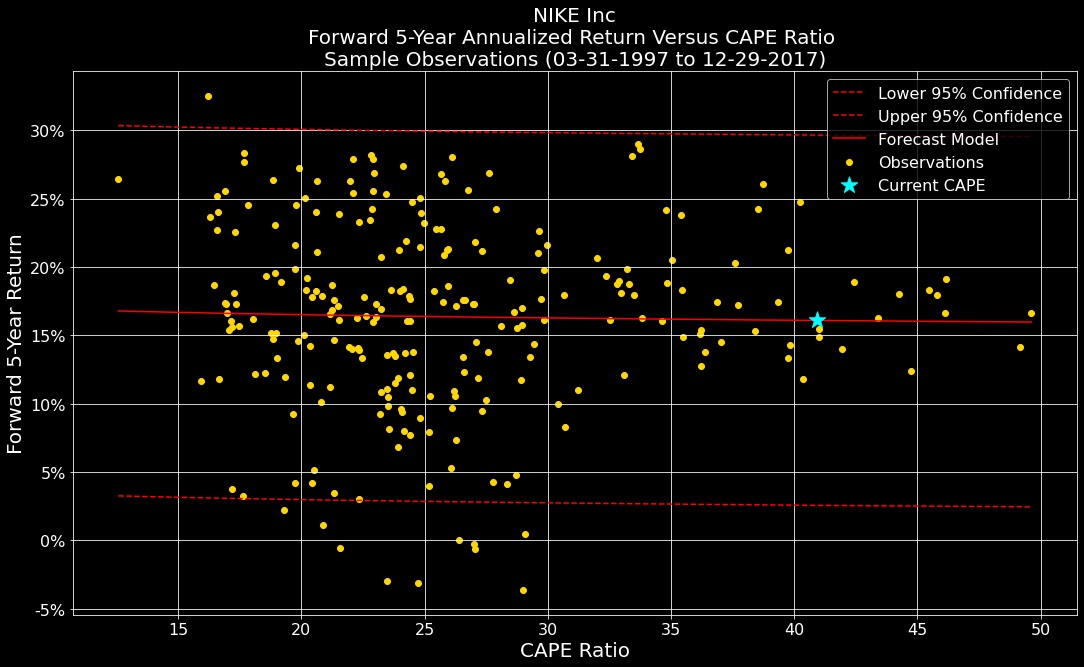 NIKE Inc
Forward 5-Year Annualized Return Versus CAPE Ratio
Sample Observations (03-31-1997 to 12-29-2017)
Lower 95% Confidence
Upper 95% Confidence
Forecast Model
Observations
Current CAPE
Forward 5-Year Return
30%
25%
20%
15%
10%
5%
0%
-5%
15 20 25 30 35 40 45 50
CAPE Ratio